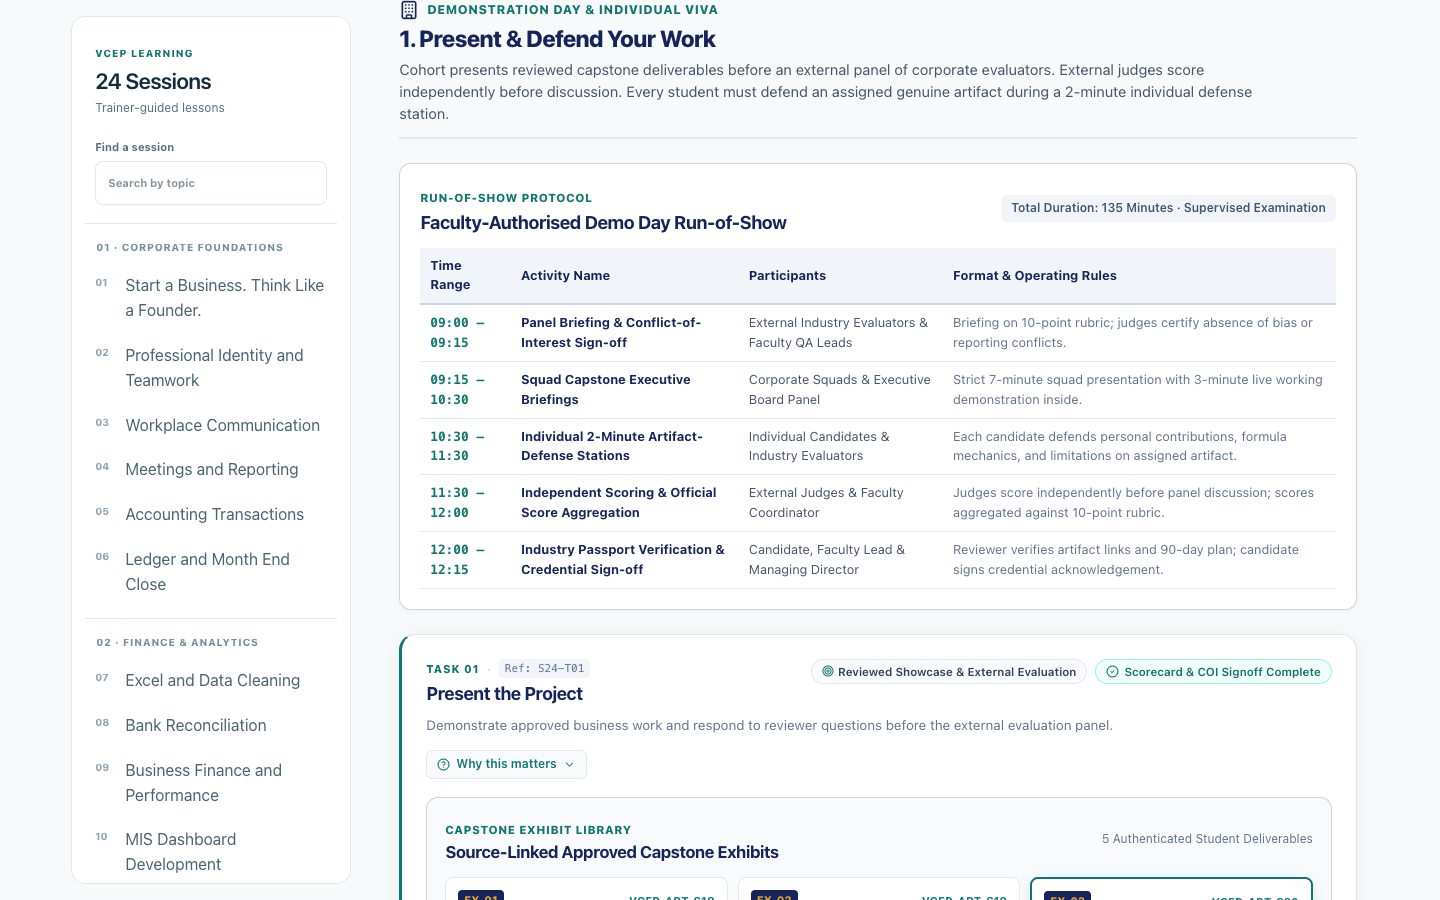 VCEP LEARNING
24 Sessions
Trainer-guided lessons
Find a session
Search by topic
01 · CORPORATE FOUNDATIONS
01 Start a Business. Think Like
a Founder.
02 Professional Identity and
Teamwork
03 Workplace Communication
04 Meetings and Reporting
05 Accounting Transactions
06 Ledger and Month End
Close
02 · FINANCE & ANALYTICS
07 Excel and Data Cleaning
08 Bank Reconciliation
09 Business Finance and
Performance
10 MIS Dashboard
Development
DEMONSTRATION DAY & INDIVIDUAL VIVA
1. Present & Defend Your Work
Cohort presents reviewed capstone deliverables before an external panel of corporate evaluators. External judges score
independently before discussion. Every student must defend an assigned genuine artifact during a 2-minute individual defense
station.
RUN-OF-SHOW PROTOCOL
Faculty-Authorised Demo Day Run-of-Show
Total Duration: 135 Minutes · Supervised Examination
Time
Range
Activity Name
Participants
Format & Operating Rules
09:00 –
09:15
Panel Briefing & Conflict-of-
Interest Sign-off
External Industry Evaluators &
Faculty QA Leads
Briefing on 10-point rubric; judges certify absence of bias or
reporting conflicts.
09:15 –
10:30
Squad Capstone Executive
Briefings
Corporate Squads & Executive
Board Panel
Strict 7-minute squad presentation with 3-minute live working
demonstration inside.
10:30 –
11:30
Individual 2-Minute Artifact-
Defense Stations
Individual Candidates &
Industry Evaluators
Each candidate defends personal contributions, formula
mechanics, and limitations on assigned artifact.
11:30 –
12:00
Independent Scoring & Official
Score Aggregation
External Judges & Faculty
Coordinator
Judges score independently before panel discussion; scores
aggregated against 10-point rubric.
12:00 –
12:15
Industry Passport Verification &
Credential Sign-off
Candidate, Faculty Lead &
Managing Director
Reviewer verifies artifact links and 90-day plan; candidate
signs credential acknowledgement.
TASK 01 · Ref: S24-T01
Reviewed Showcase & External Evaluation
Scorecard & COI Signoff Complete
Present the Project
Demonstrate approved business work and respond to reviewer questions before the external evaluation panel.
Why this matters
CAPSTONE EXHIBIT LIBRARY
Source-Linked Approved Capstone Exhibits
5 Authenticated Student Deliverables